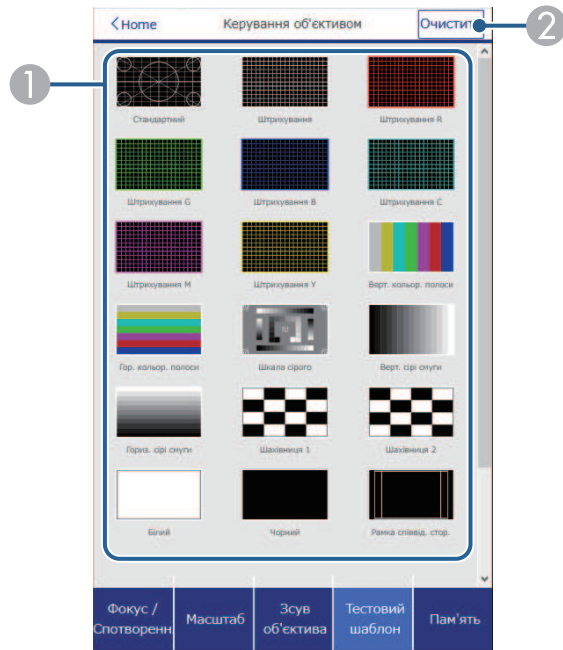 Home
Керування об'єктивом
Очистит
2
1
Стандартний
Штрихування
Штрихування R
Штрихування G
Штрихування B
Штрихування C
Штрихування M
Штрихування Y
Верт. кольор. полоси
Гор. кольор. полоси
Шкала сірого
Верт. сірі смуги
Гориз. сірі смуги
Шахівниця 1
Шахівниця 2
Білий
Чорний
Рамка співвід. стор.
Фокус /
Спотворенн
Масштаб
Зсув
об'єктива
Тестовий
шаблон
Пам'ять